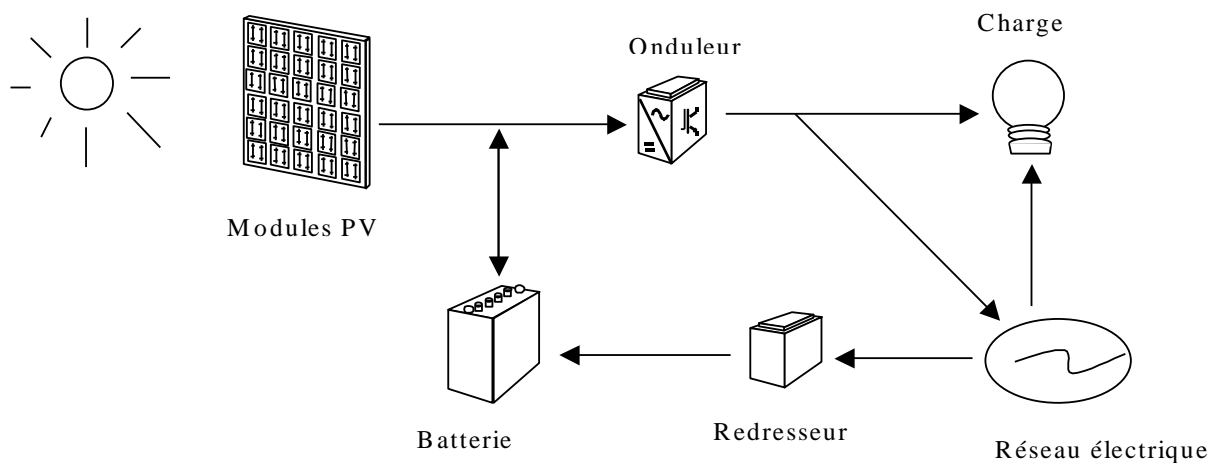 Charge
Onduleur
Modules PV
Batterie
Redresseur
Réseau électrique